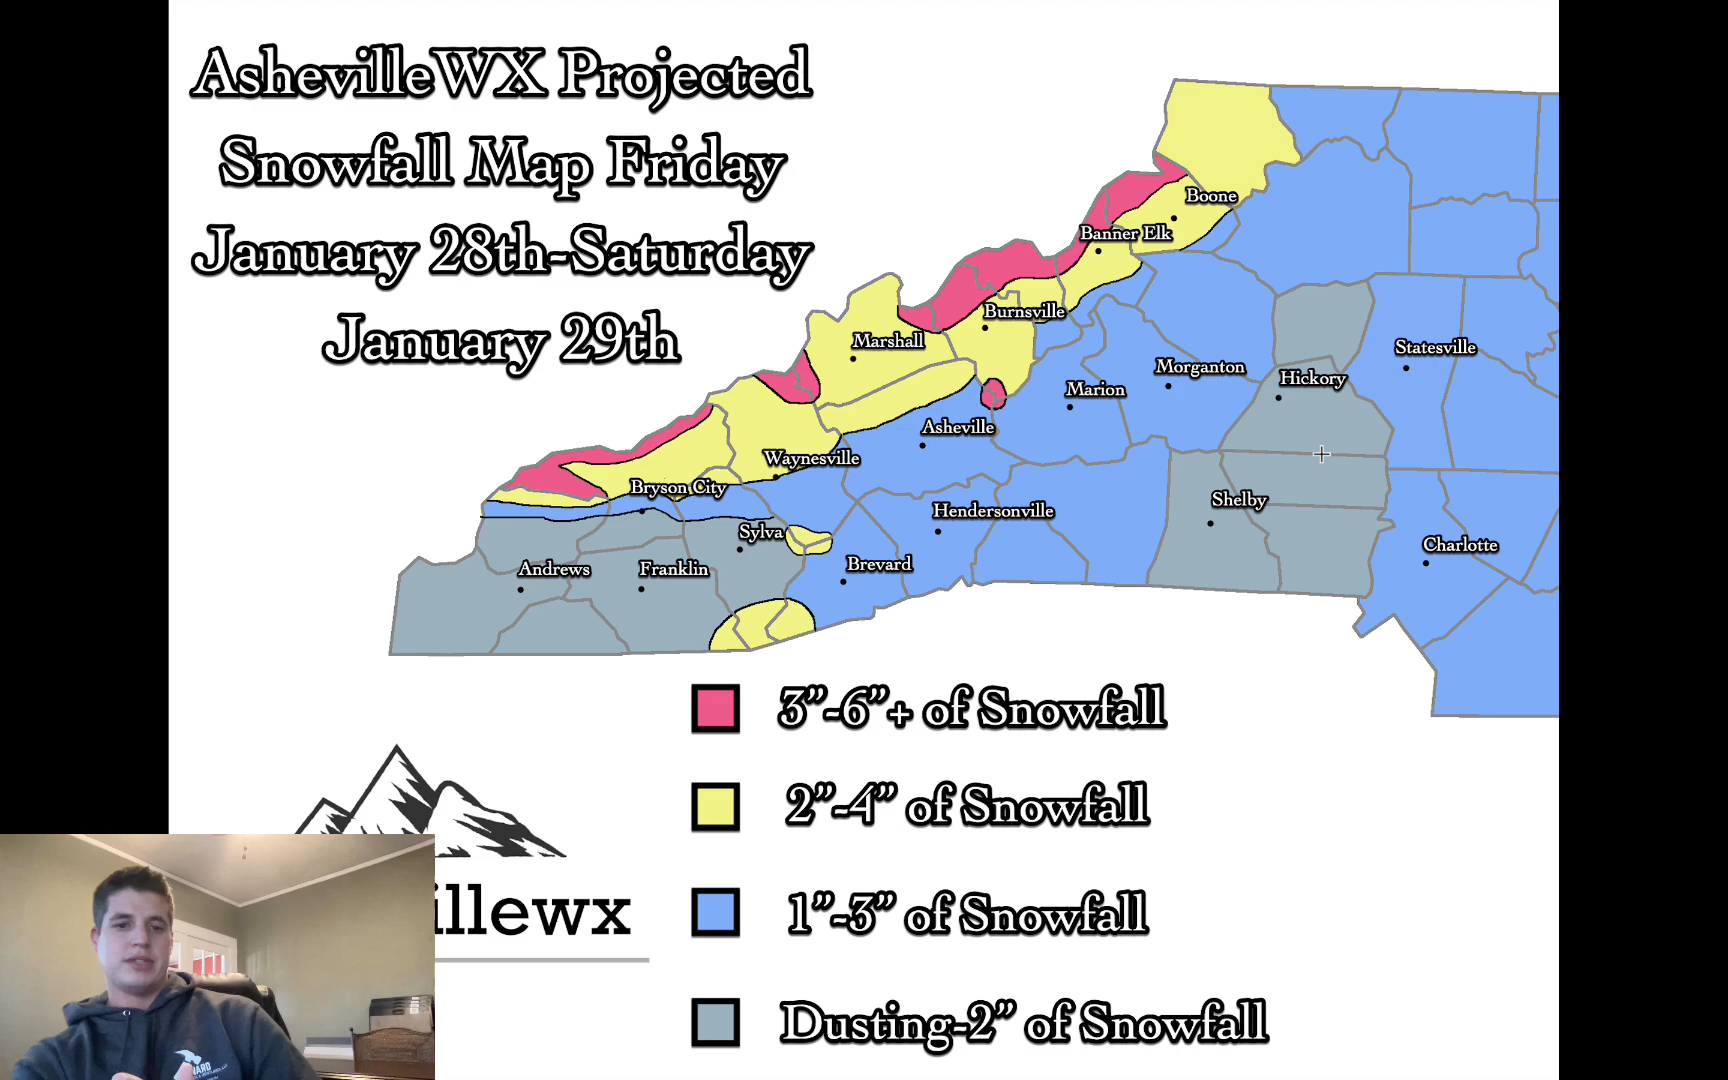 AshevilleWX Projected
Snowfall Map Friday
January 28th-Saturday
January 29th
Boone
Banner Elk
Burnsville
Marshall
Statesville
Morganton
Hickory
Marion
Asheville
Waynesville
Bryson City
Shelby
Hendersonville
Sylva
Charlotte
Brevard
Andrews
Franklin
3"-6"+ of Snowfall
2"-4" of Snowfall
1"-3" of Snowfall
Dusting-2" of Snowfall
illewx